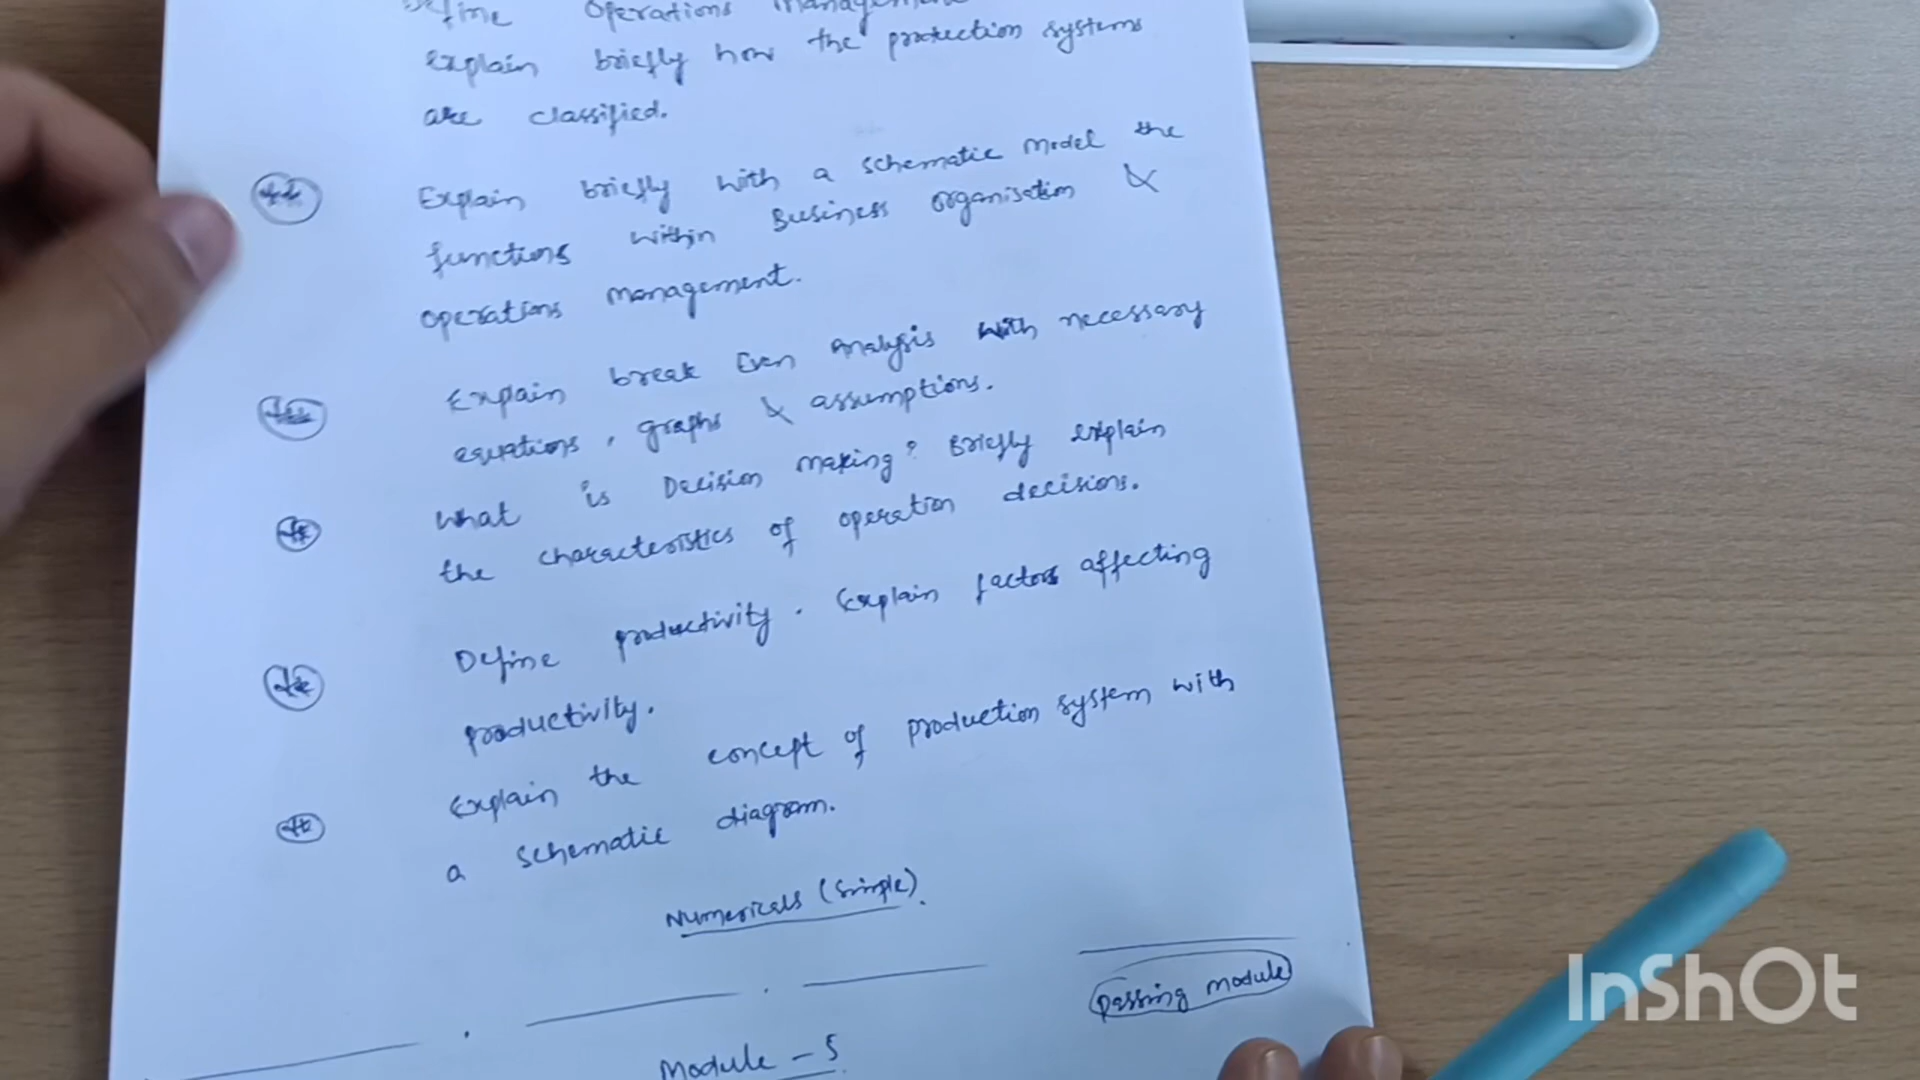 Define Operations Management
Explain briefly how the production systems
are classified.
Explain briefly with a schematic model the
functions within Business organisation &
operations management.
Explain break Even Analysis with necessary
equations, graphs & assumptions.
What is Decision making? Briefly explain
the characteristics of operation decisions.
Define productivity. Explain factors affecting
productivity.
Explain the concept of production system with
a schematic diagram.
Numericals (simple).
passing module
Module - 5
InShOt